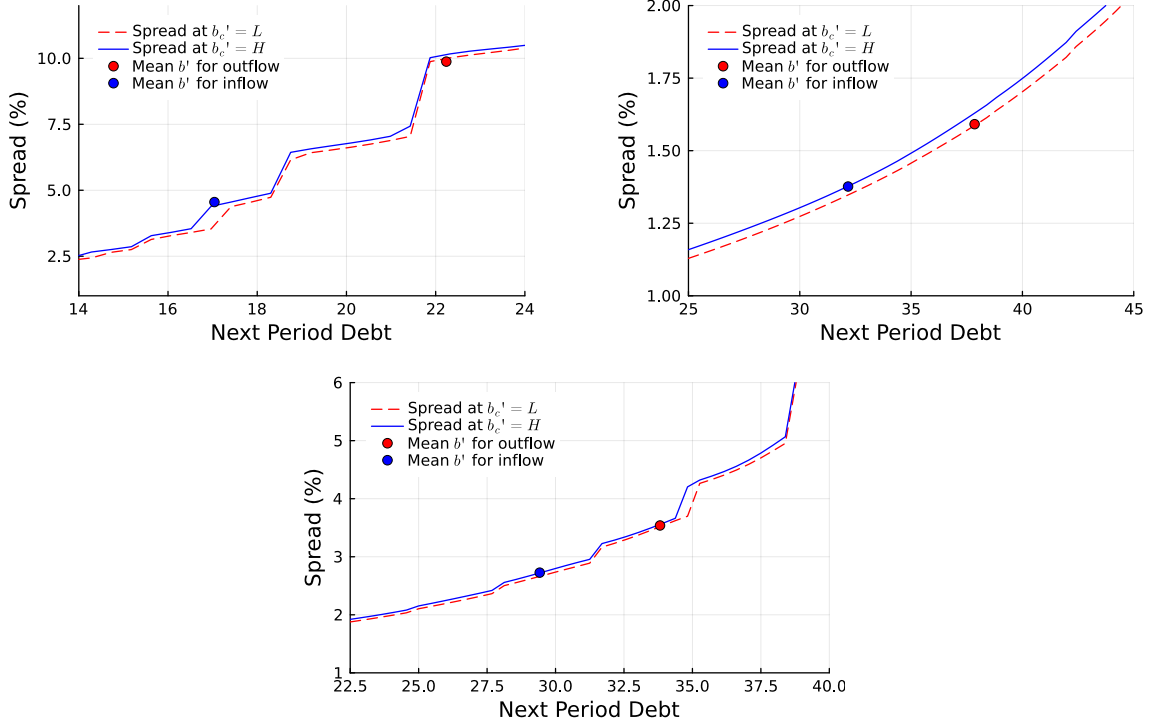 Spread (%)
10.0
7.5
5.0
2.5
Spread at b_c' = L
Spread at b_c' = H
Mean b' for outflow
Mean b' for inflow
14 16 18 20 22 24
Next Period Debt
Spread (%)
2.00
1.75
1.50
1.25
1.00
Spread at b_c' = L
Spread at b_c' = H
Mean b' for outflow
Mean b' for inflow
25 30 35 40 45
Next Period Debt
Spread (%)
6
5
4
3
2
1
Spread at b_c' = L
Spread at b_c' = H
Mean b' for outflow
Mean b' for inflow
22.5 25.0 27.5 30.0 32.5 35.0 37.5 40.0
Next Period Debt